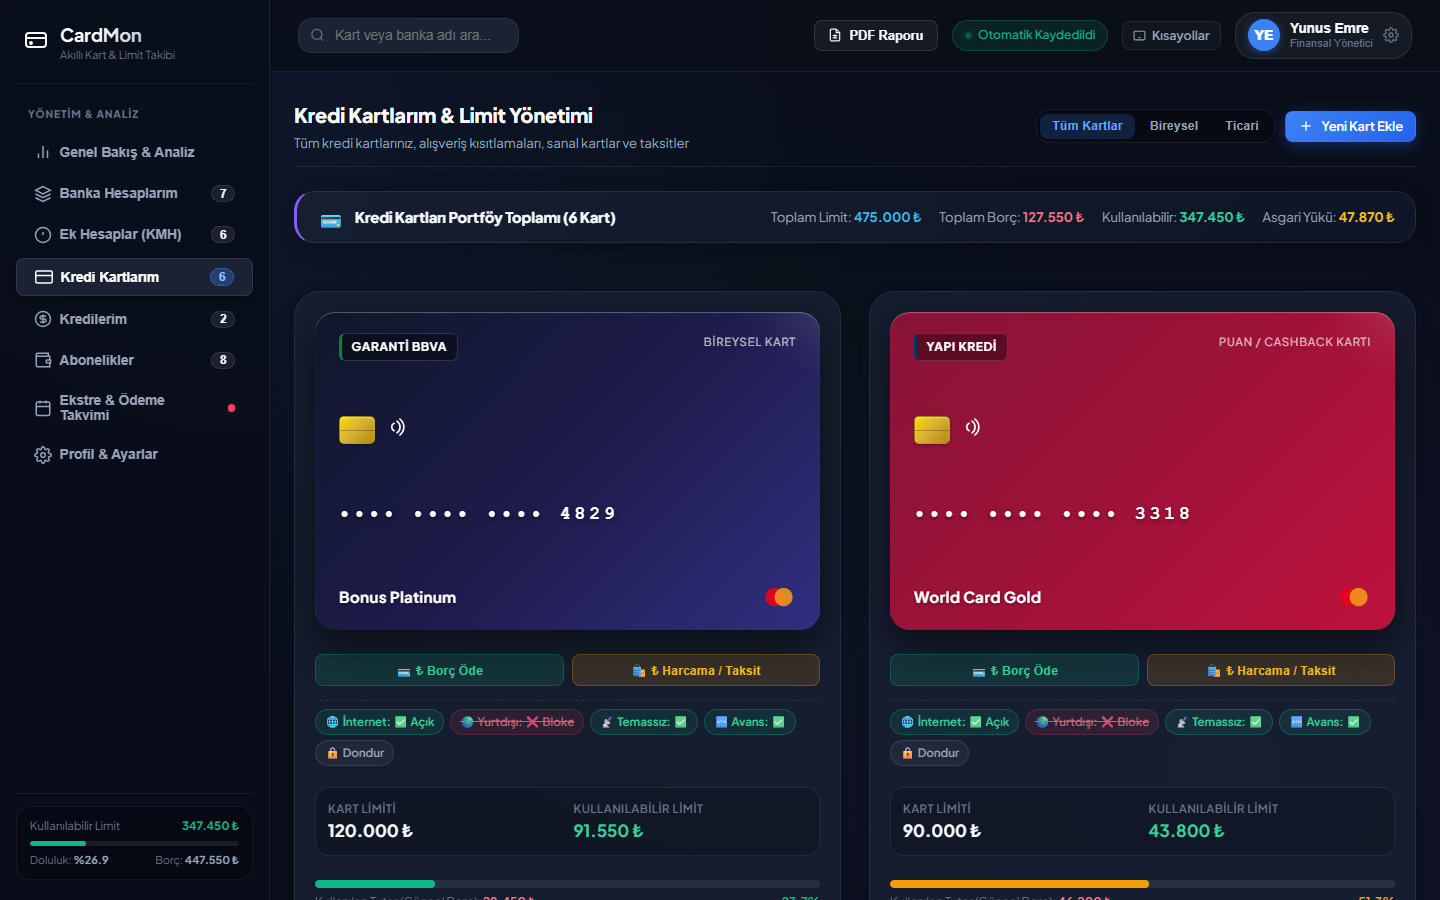 CardMon
Akıllı Kart & Limit Takibi
YÖNETİM & ANALİZ
Genel Bakış & Analiz
Banka Hesaplarım 7
Ek Hesaplar (KMH) 6
Kredi Kartlarım 6
Kredilerim 2
Abonelikler 8
Ekstre & Ödeme
Takvimi
Profil & Ayarlar
Kullanılabilir Limit 347.450 ₺
Doluluk: %26.9 Borç: 447.550 ₺
Kart veya banka adı ara...
PDF Raporu
Otomatik Kaydedildi
Kısayollar
YE
Yunus Emre
Finansal Yönetici
Kredi Kartlarım & Limit Yönetimi
Tüm kredi kartlarınız, alışveriş kısıtlamaları, sanal kartlar ve taksitler
Tüm Kartlar Bireysel Ticari
+ Yeni Kart Ekle
Kredi Kartları Portföy Toplamı (6 Kart)
Toplam Limit: 475.000 ₺ Toplam Borç: 127.550 ₺ Kullanılabilir: 347.450 ₺ Asgari Yükü: 47.870 ₺
GARANTİ BBVA BİREYSEL KART
•••• •••• •••• 4829
Bonus Platinum
₺ Borç Öde ₺ Harcama / Taksit
İnternet: ✅ Açık Yurtdışı: ❌ Bloke Temassız: ✅ Avans: ✅
Dondur
KART LİMİTİ KULLANILABİLİR LİMİT
120.000 ₺ 91.550 ₺
YAPI KREDİ PUAN / CASHBACK KARTI
•••• •••• •••• 3318
World Card Gold
₺ Borç Öde ₺ Harcama / Taksit
İnternet: ✅ Açık Yurtdışı: ❌ Bloke Temassız: ✅ Avans: ✅
Dondur
KART LİMİTİ KULLANILABİLİR LİMİT
90.000 ₺ 43.800 ₺